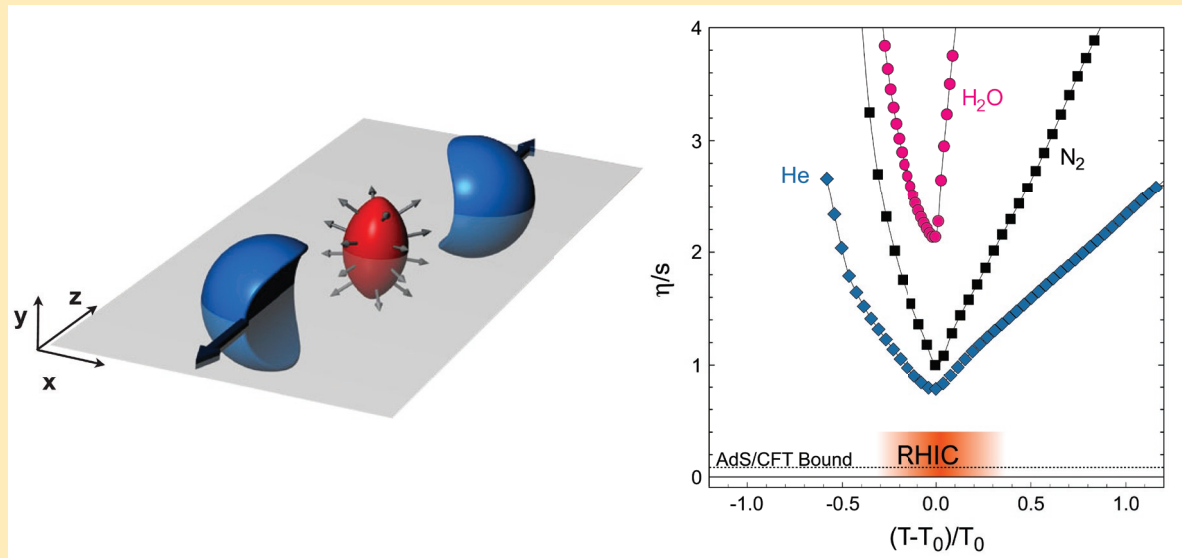 y
z
x
4
3
2
1
0
η/s
H₂O
N₂
He
RHIC
AdS/CFT Bound
-1.0 -0.5 0.0 0.5 1.0
(T-T₀)/T₀